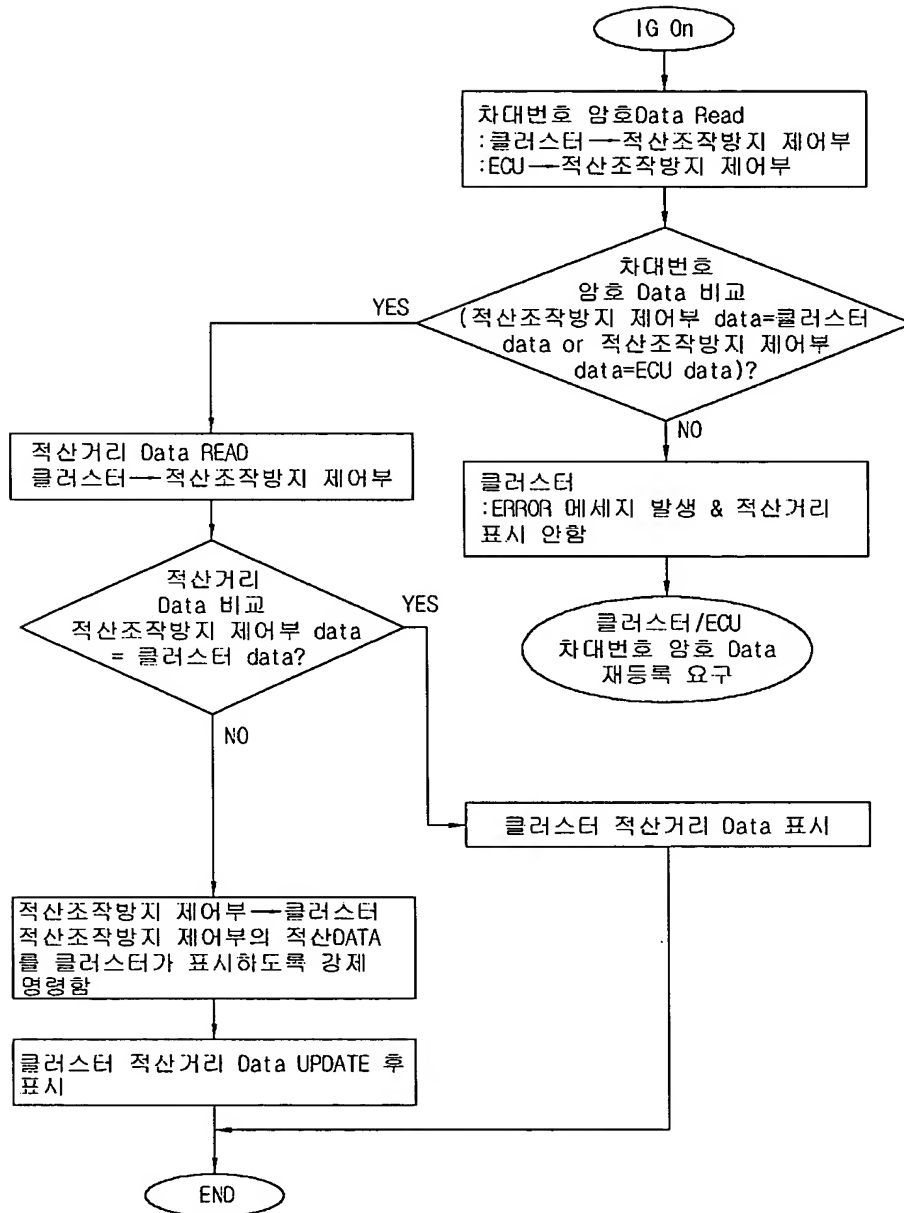 IG On
차대번호 암호Data Read
:클러스터→적산조작방지 제어부
:ECU→적산조작방지 제어부
차대번호
암호 Data 비교
(적산조작방지 제어부 data=클러스터
data or 적산조작방지 제어부
data=ECU data)?
YES
NO
적산거리 Data READ
클러스터→적산조작방지 제어부
클러스터
:ERROR 메세지 발생 & 적산거리
표시 안함
적산거리
Data 비교
적산조작방지 제어부 data
= 클러스터 data?
YES
NO
클러스터/ECU
차대번호 암호 Data
재등록 요구
클러스터 적산거리 Data 표시
적산조작방지 제어부→클러스터
적산조작방지 제어부의 적산DATA
를 클러스터가 표시하도록 강제
명령함
클러스터 적산거리 Data UPDATE 후
표시
END